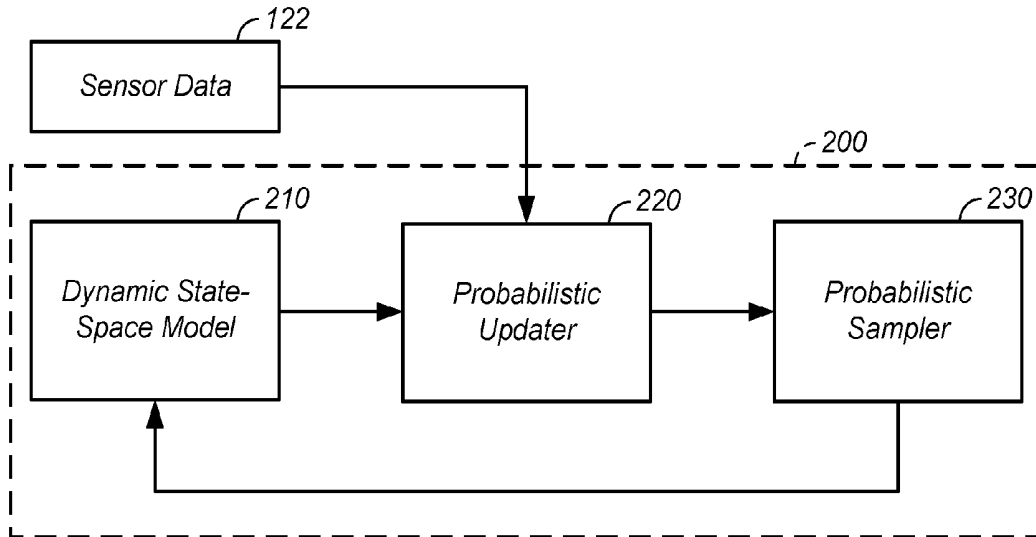 122
Sensor Data
200
210
220
230
Dynamic State-
Space Model
Probabilistic
Updater
Probabilistic
Sampler